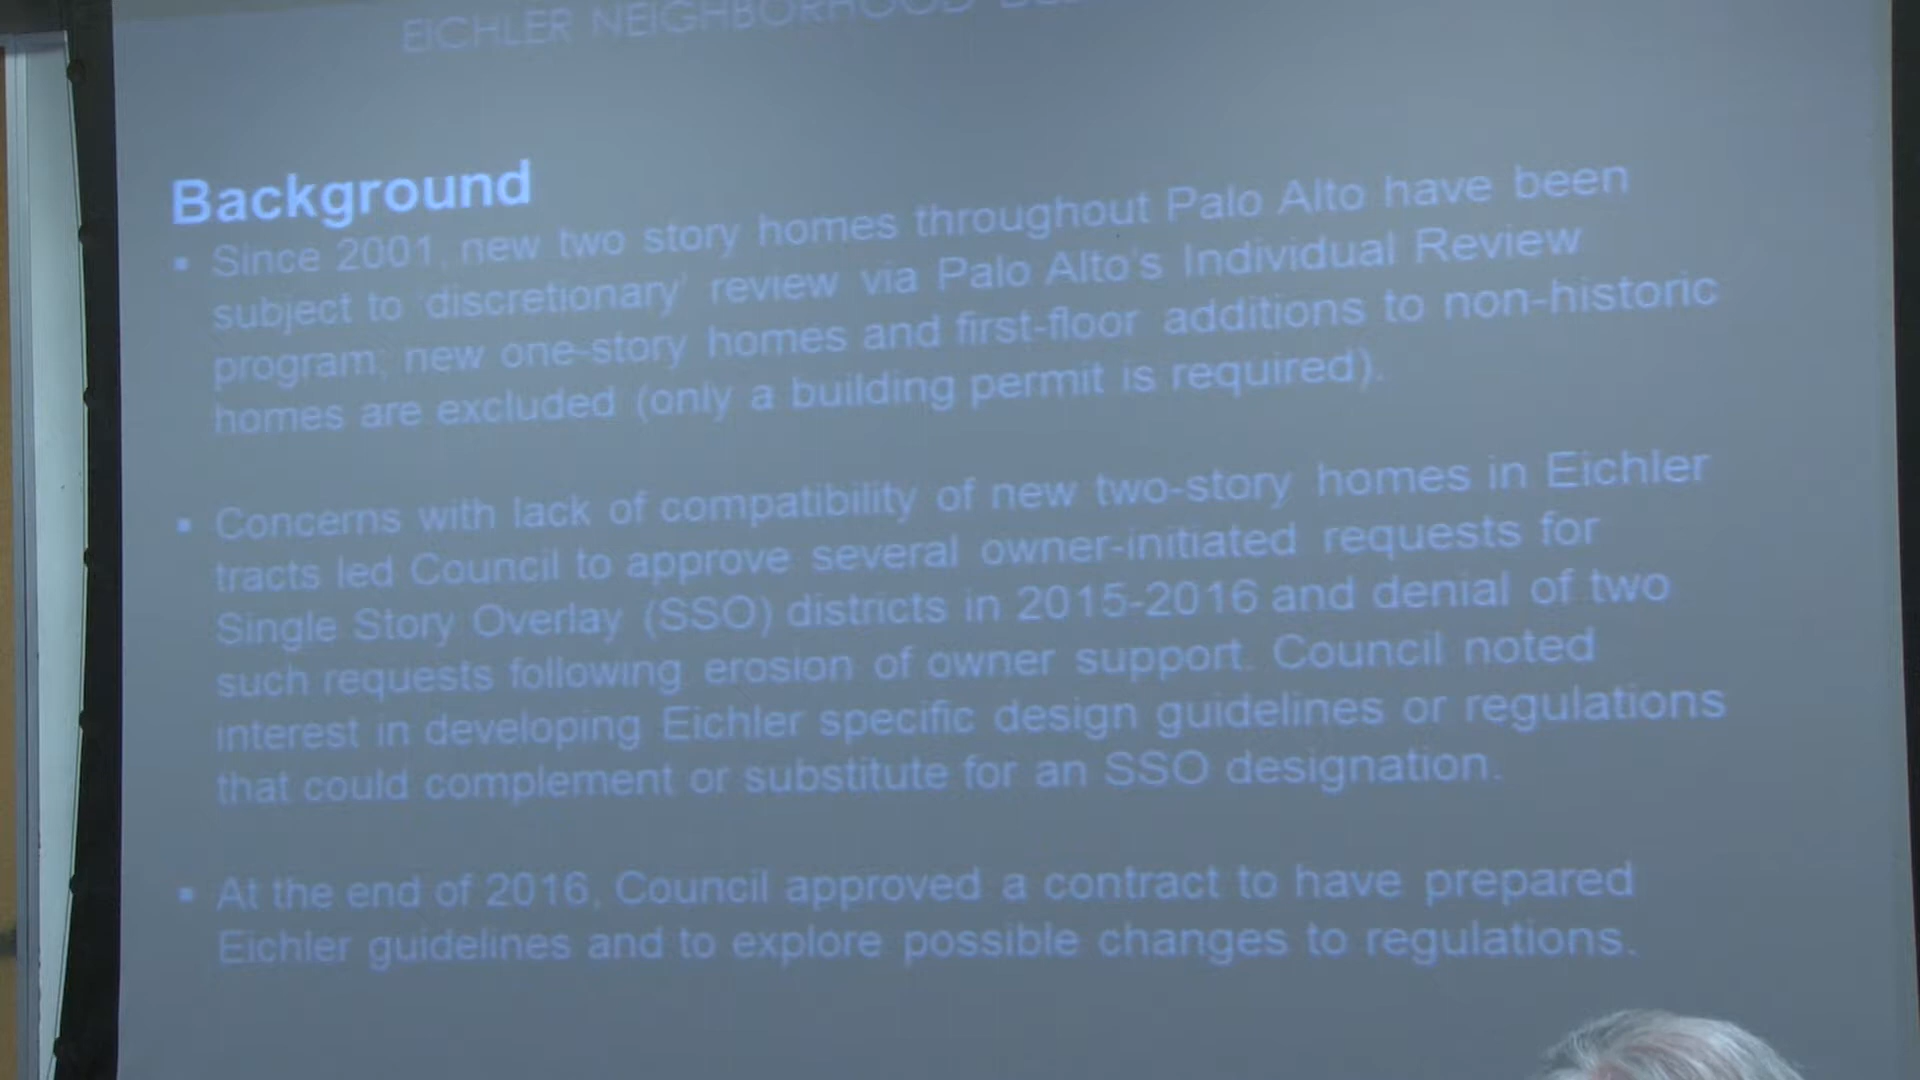 EICHLER NEIGHBORHOOD
Background
▪ Since 2001, new two story homes throughout Palo Alto have been
subject to 'discretionary' review via Palo Alto's Individual Review
program; new one-story homes and first-floor additions to non-historic
homes are excluded (only a building permit is required).
▪ Concerns with lack of compatibility of new two-story homes in Eichler
tracts led Council to approve several owner-initiated requests for
Single Story Overlay (SSO) districts in 2015-2016 and denial of two
such requests following erosion of owner support. Council noted
interest in developing Eichler specific design guidelines or regulations
that could complement or substitute for an SSO designation.
▪ At the end of 2016, Council approved a contract to have prepared
Eichler guidelines and to explore possible changes to regulations.